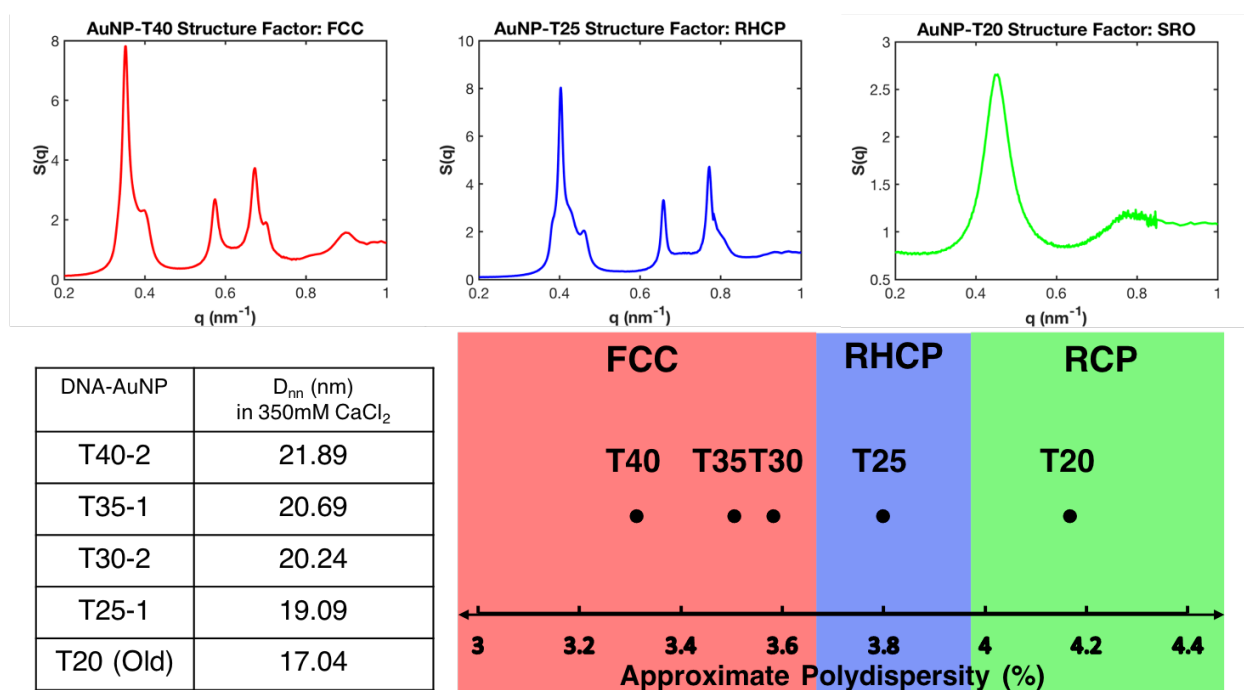 AuNP-T40 Structure Factor: FCC
8
6
4
2
0
S(q)
0.2 0.4 0.6 0.8 1
q (nm⁻¹)
AuNP-T25 Structure Factor: RHCP
10
8
6
4
2
0
S(q)
0.2 0.4 0.6 0.8 1
q (nm⁻¹)
AuNP-T20 Structure Factor: SRO
3
2.5
2
1.5
1
0.5
S(q)
0.2 0.4 0.6 0.8 1
q (nm⁻¹)
DNA-AuNP Dₙₙ (nm)
in 350mM CaCl₂
T40-2 21.89
T35-1 20.69
T30-2 20.24
T25-1 19.09
T20 (Old) 17.04
FCC RHCP RCP
T40 T35 T30 T25 T20
3 3.2 3.4 3.6 3.8 4 4.2 4.4
Approximate Polydispersity (%)